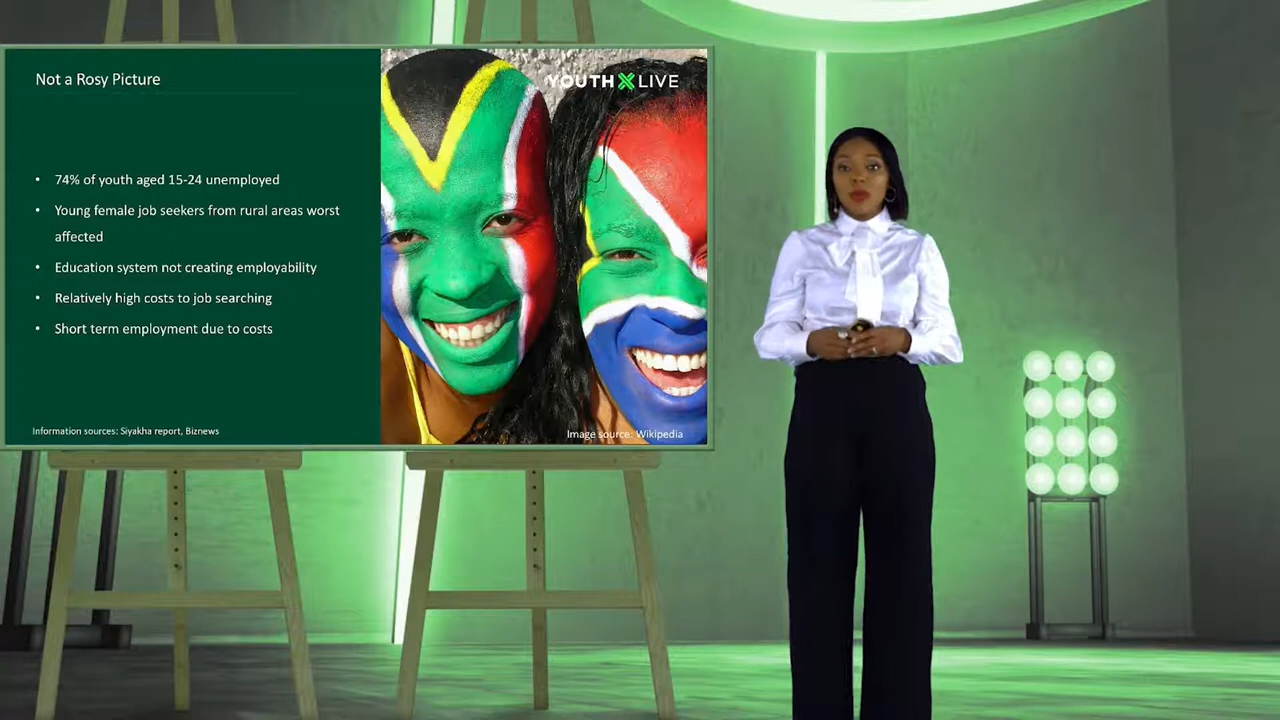 Not a Rosy Picture
YOUTH X LIVE
• 74% of youth aged 15-24 unemployed
• Young female job seekers from rural areas worst
affected
• Education system not creating employability
• Relatively high costs to job searching
• Short term employment due to costs
Information sources: Siyakha report, Biznews
Image source: Wikipedia